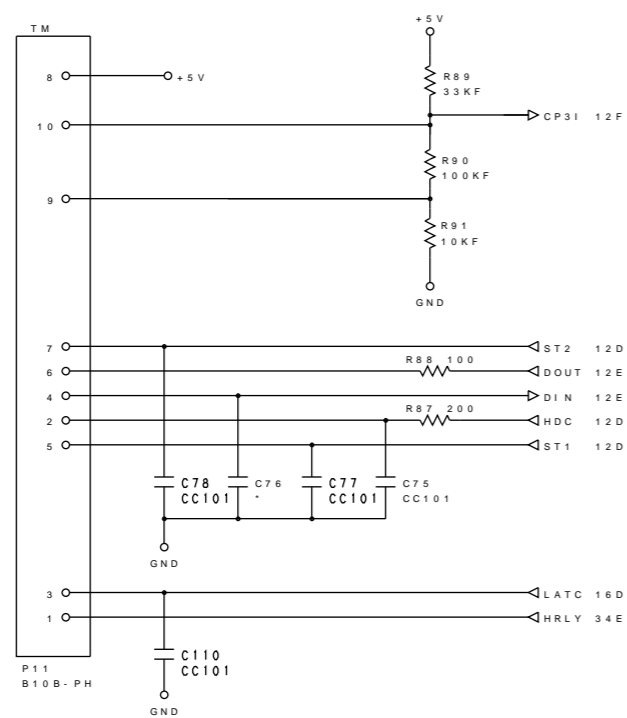 TM
+5V
8
+5V
R89
33KF
10
CP3I 12F
R90
100KF
9
R91
10KF
GND
7
ST2 12D
R88 100
6
DOUT 12E
4
DIN 12E
R87 200
2
HDC 12D
5
ST1 12D
C78
CC101
C76
*
C77
CC101
C75
CC101
GND
3
LATC 16D
1
HRLY 34E
C110
CC101
P11
B10B-PH
GND